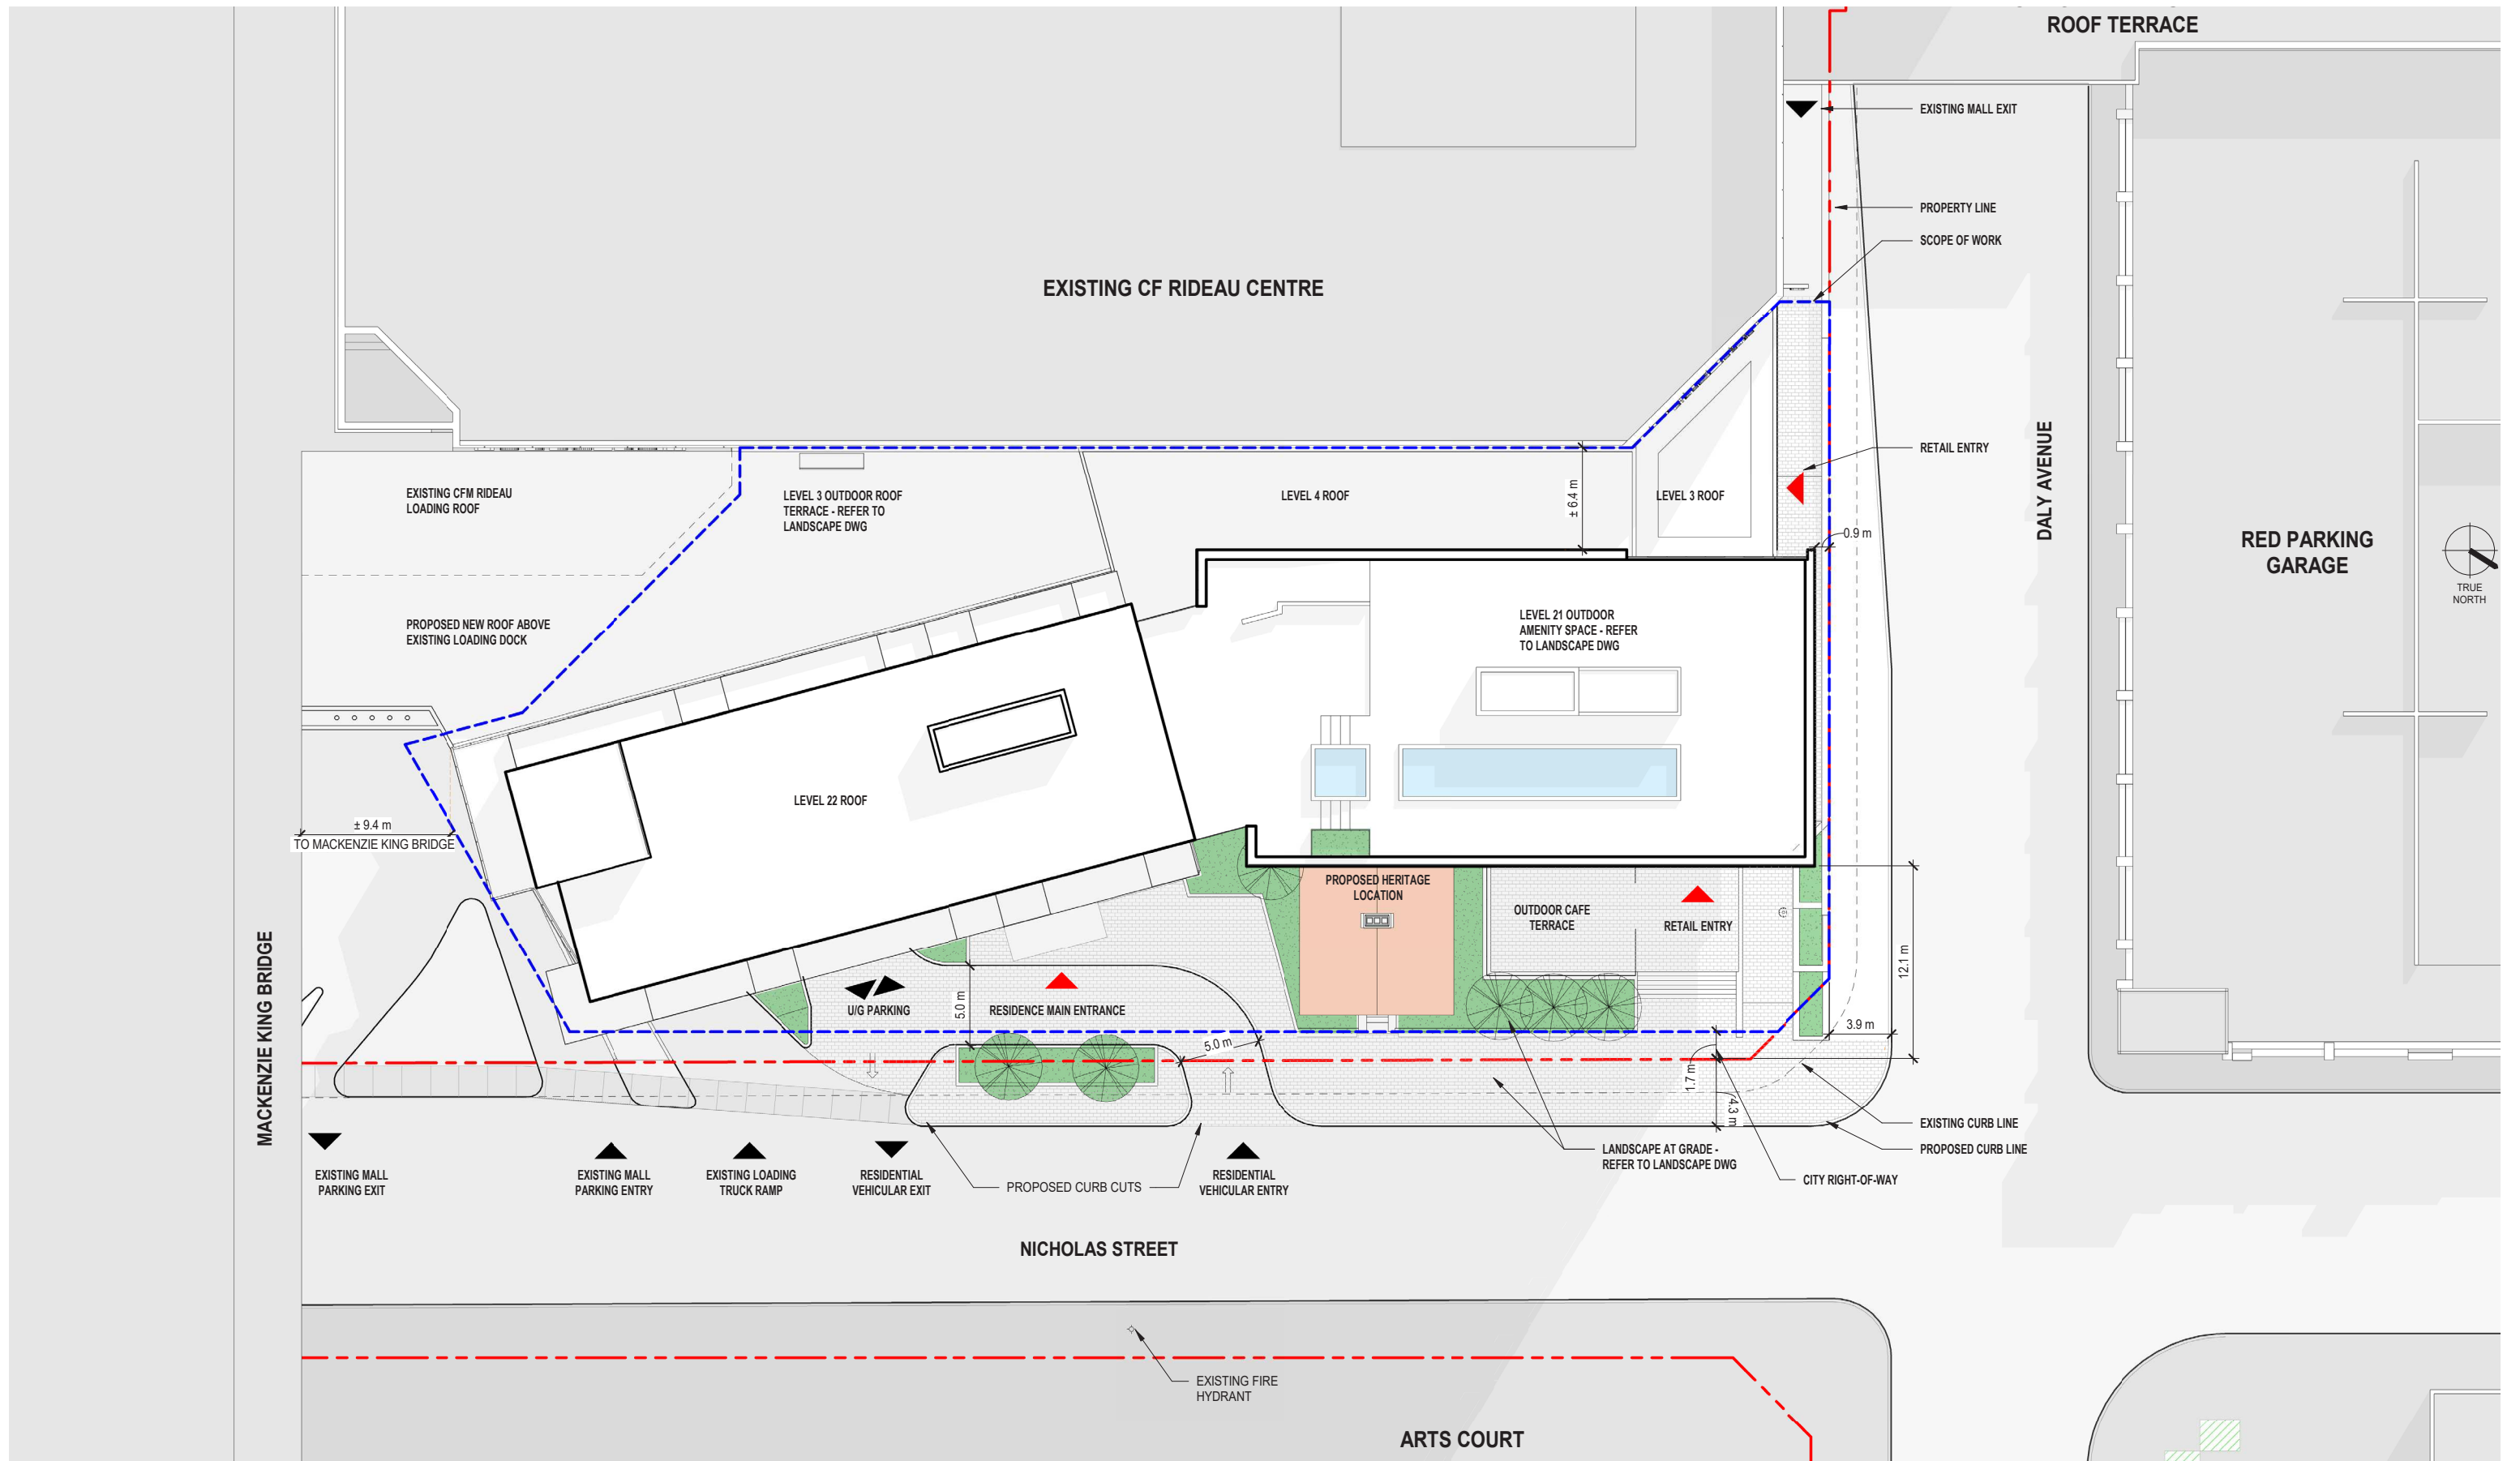 ROOF TERRACE
EXISTING MALL EXIT
PROPERTY LINE
SCOPE OF WORK
EXISTING CF RIDEAU CENTRE
RETAIL ENTRY
DALY AVENUE
EXISTING CFM RIDEAU
LOADING ROOF
LEVEL 3 OUTDOOR ROOF
TERRACE - REFER TO
LANDSCAPE DWG
LEVEL 4 ROOF
± 6.4 m
LEVEL 3 ROOF
0.9 m
RED PARKING
GARAGE
TRUE
NORTH
PROPOSED NEW ROOF ABOVE
EXISTING LOADING DOCK
LEVEL 21 OUTDOOR
AMENITY SPACE - REFER
TO LANDSCAPE DWG
LEVEL 22 ROOF
± 9.4 m
TO MACKENZIE KING BRIDGE
PROPOSED HERITAGE
LOCATION
OUTDOOR CAFE
TERRACE
RETAIL ENTRY
12.1 m
MACKENZIE KING BRIDGE
U/G PARKING
5.0 m
RESIDENCE MAIN ENTRANCE
5.0 m
3.9 m
1.7 m
4.3 m
EXISTING CURB LINE
PROPOSED CURB LINE
LANDSCAPE AT GRADE -
REFER TO LANDSCAPE DWG
CITY RIGHT-OF-WAY
EXISTING MALL
PARKING EXIT
EXISTING MALL
PARKING ENTRY
EXISTING LOADING
TRUCK RAMP
RESIDENTIAL
VEHICULAR EXIT
PROPOSED CURB CUTS
RESIDENTIAL
VEHICULAR ENTRY
NICHOLAS STREET
EXISTING FIRE
HYDRANT
ARTS COURT